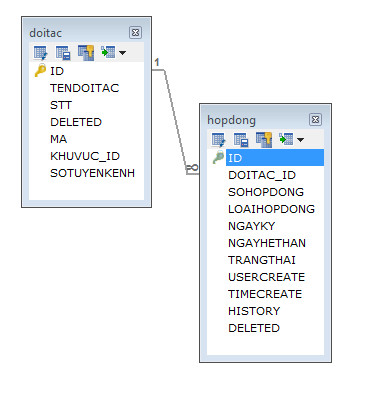 doitac
ID
TENDOITAC
STT
DELETED
MA
KHUVUC_ID
SOTUYENKENH
1
∞
hopdong
ID
DOITAC_ID
SOHOPDONG
LOAIHOPDONG
NGAYKY
NGAYHETHAN
TRANGTHAI
USERCREATE
TIMECREATE
HISTORY
DELETED